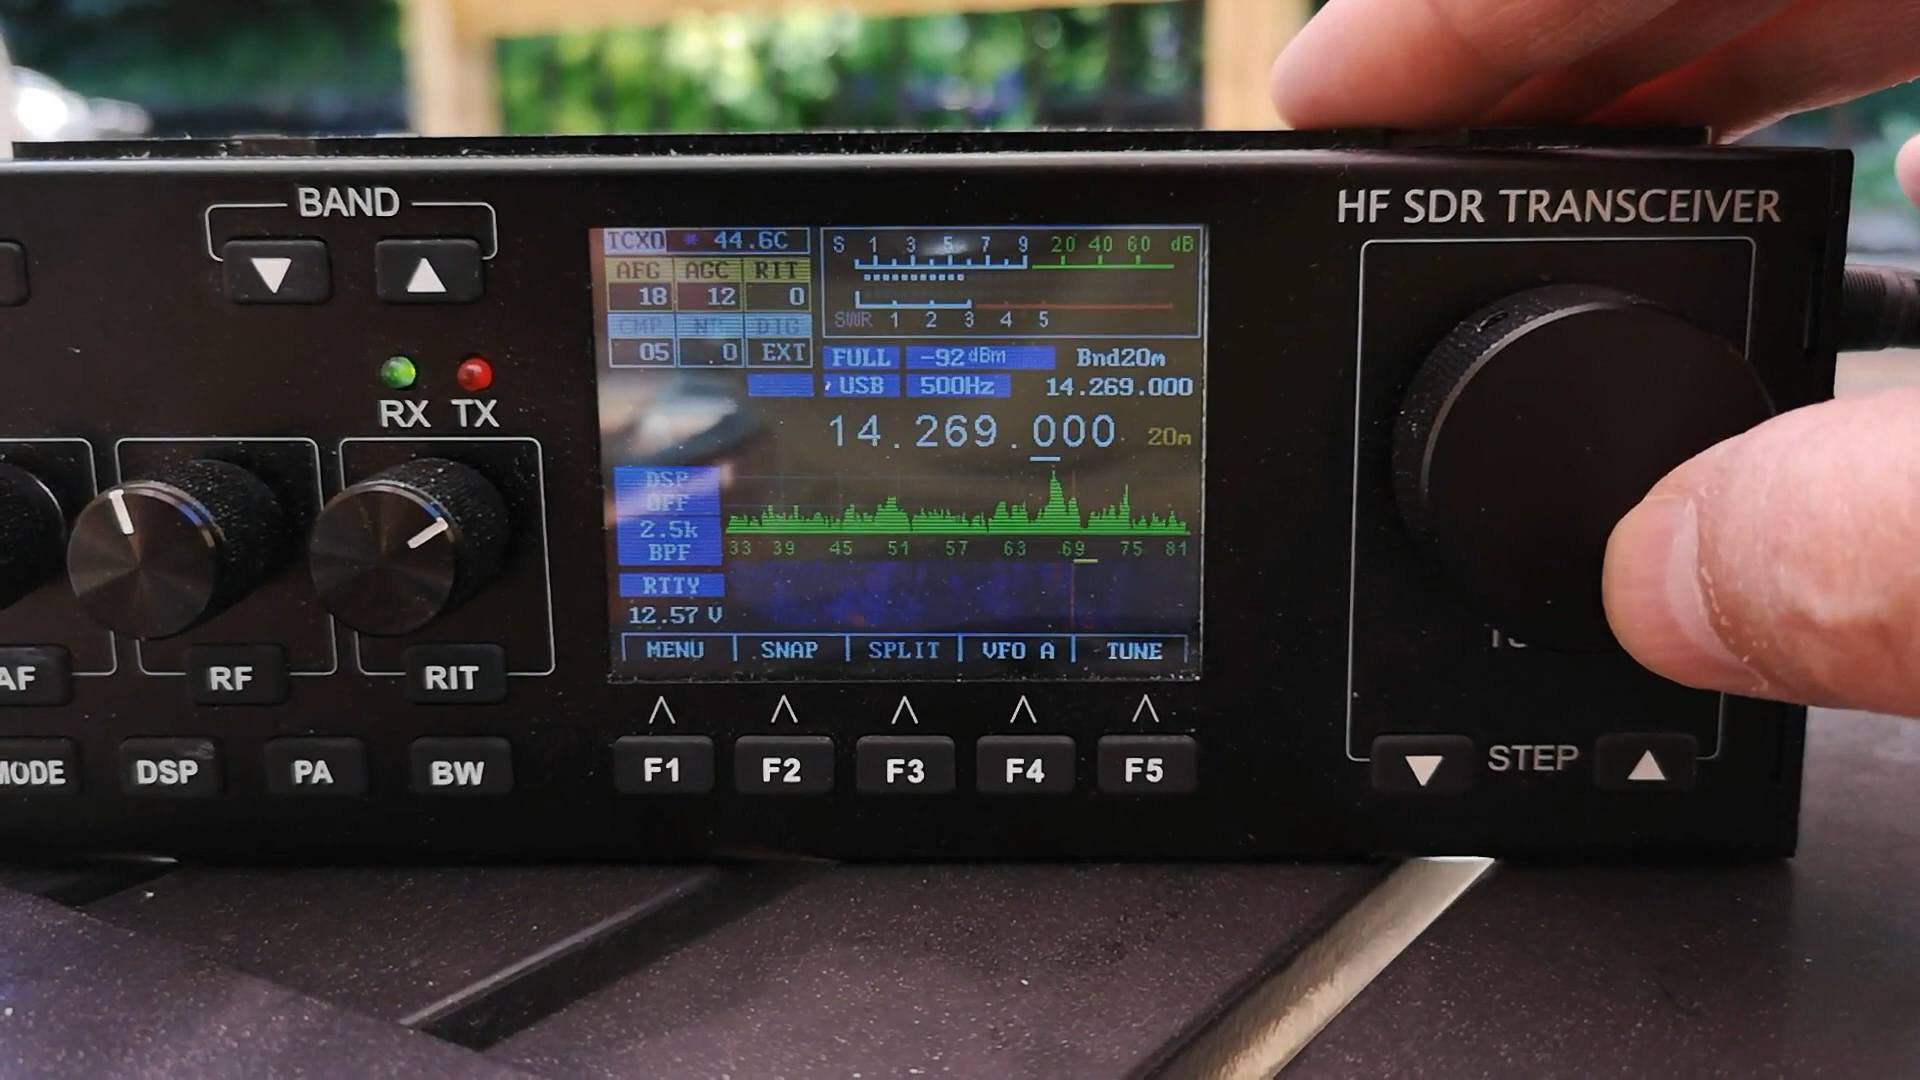 BAND
HF SDR TRANSCEIVER
TCXO * 44.6C
S 1 3 5 7 9 20 40 60 dB
AFG AGC RIT
18 12 0
CMP NR DIG
05 .0 EXT
SWR 1 2 3 4 5
FULL -92dBm Bnd20m
USB 500Hz 14.269.000
14.269.000 20m
RX TX
DSP
OFF
2.5k
BPF
33 39 45 51 57 63 69 75 81
RTTY
12.57 V
MENU SNAP SPLIT VFO A TUNE
AF RF RIT
MODE DSP PA BW F1 F2 F3 F4 F5
STEP